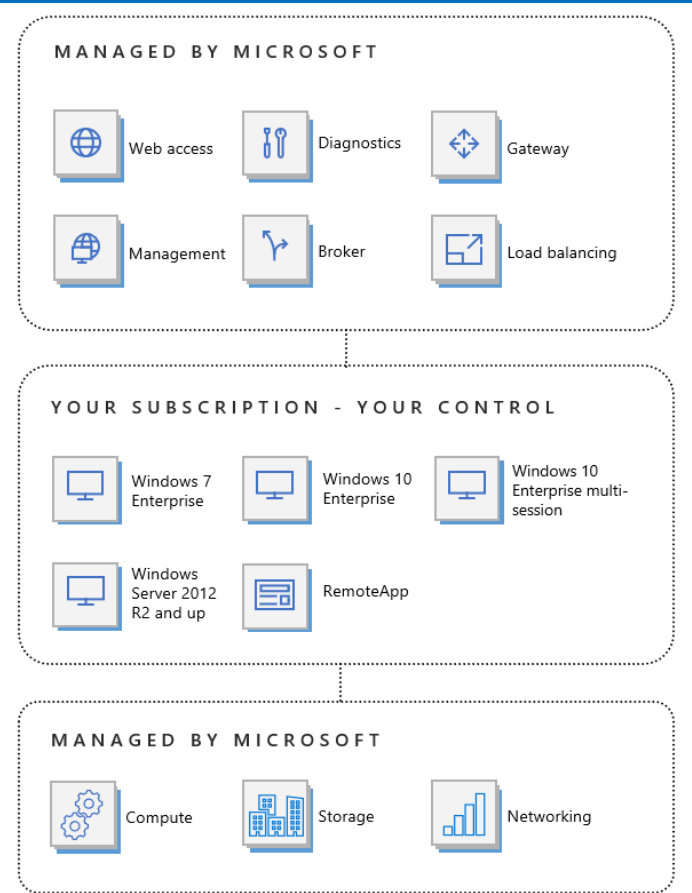 MANAGED BY MICROSOFT
Web access
Diagnostics
Gateway
Management
Broker
Load balancing
YOUR SUBSCRIPTION - YOUR CONTROL
Windows 7
Enterprise
Windows 10
Enterprise
Windows 10
Enterprise multi-
session
Windows
Server 2012
R2 and up
RemoteApp
MANAGED BY MICROSOFT
Compute
Storage
Networking